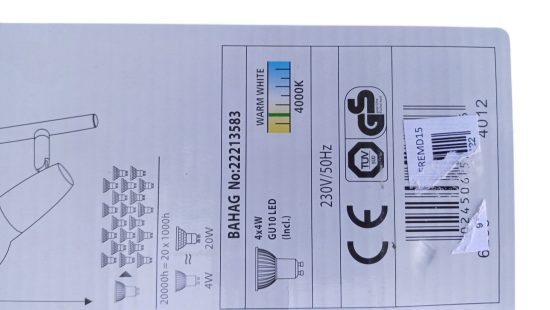 20000h = 20 x 1000h
4W ≈ 20W
BAHAG No:22213583
4x4W
GU10 LED
(Incl.)
WARM WHITE
4000K
230V/50Hz
CE
TÜV
GS
EREMD15
4012